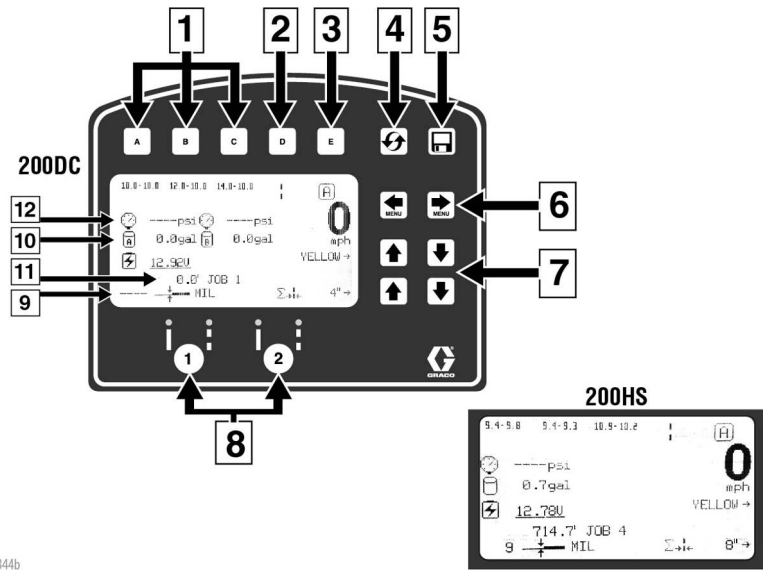 1 2 3 4 5
200DC
A B C D E
10.0-10.0 12.0-10.0 14.0-10.0
A
12
----psi ----psi
0
MENU MENU
6
10
A 0.0gal B 0.0gal
mph
YELLOW→
12.92V
11
0.0' JOB 1
7
9
---- MIL Σ 4"→
1 2
GRACO
8
200HS
9.4-9.8 9.4-9.3 10.9-10.2
A
----psi
0
0.7gal
mph
YELLOW→
12.78V
714.7' JOB 4
9 MIL Σ 8"→
344b